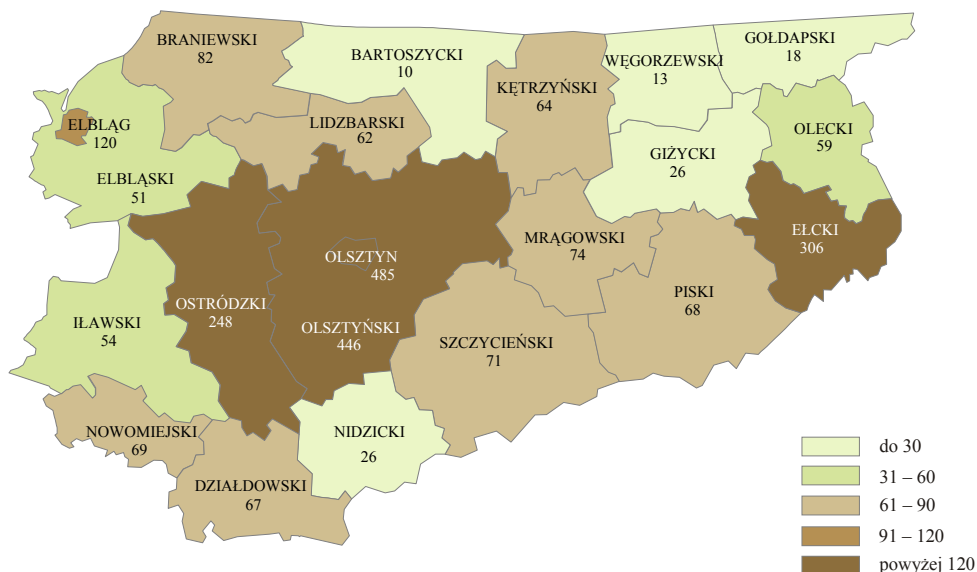 BRANIEWSKI
82
BARTOSZYCKI
10
GOŁDAPSKI
18
WĘGORZEWSKI
13
KĘTRZYŃSKI
64
ELBLĄG
120
LIDZBARSKI
62
OLECKI
59
GIŻYCKI
26
ELBLĄSKI
51
EŁCKI
306
MRĄGOWSKI
74
OLSZTYN
485
PISKI
68
OSTRÓDZKI
248
IŁAWSKI
54
OLSZTYŃSKI
446
SZCZYCIEŃSKI
71
NOWOMIEJSKI
69
NIDZICKI
26
DZIAŁDOWSKI
67
do 30
31 – 60
61 – 90
91 – 120
powyżej 120